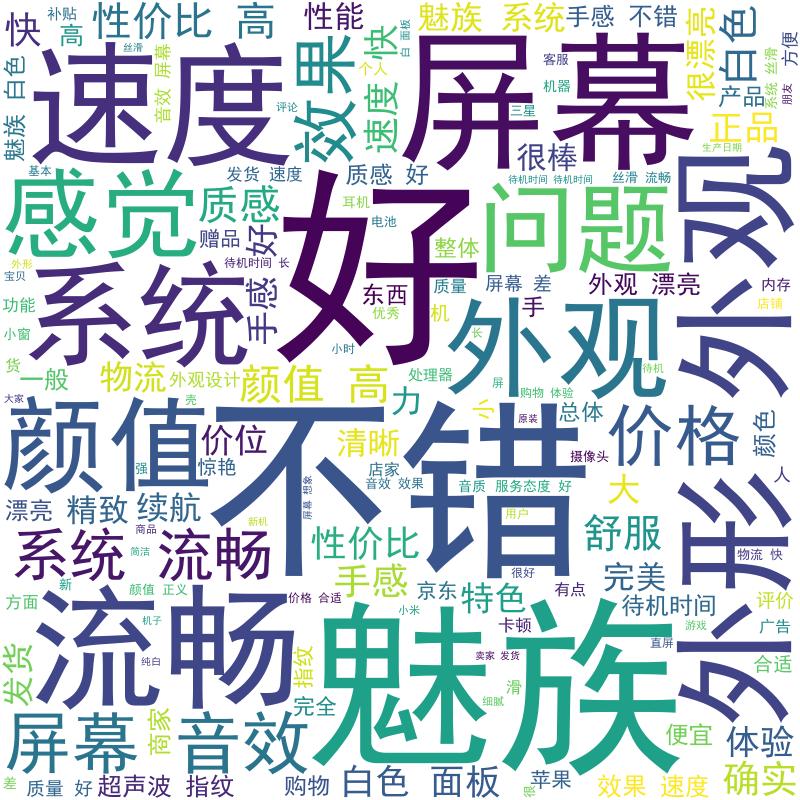 快
补贴
性价比 高
性能
魅族 系统
手感 不错
很漂亮
白色
方便
高
丝滑
音效 屏幕
评论
速度
效果
个人
速度 快
白 面板
屏幕
客服
机器
三星
产品
系统 丝滑
朋友
正品
魅族 白色
很棒
生产日期
基本
发货 速度
质感 好
待机时间 待机时间
丝滑 流畅
外观
感觉
质感
赠品
好
耳机
电池
整体
问题
外形
宝贝
待机时间 长
好
系统
手感
东西
质量
屏幕 差
外观 漂亮
内存
店铺
功能
小窗
优秀
机
手
小时
长
外观
待机
货
一般
物流
外观设计
颜值 高
处理器
屏
购物 体验
大家
壳
力
小
原装
总体
价格
颜色
颜值
价位
不错
清晰
强
惊艳
店家
摄像头
人
音效 效果
音质
服务态度 好
大
漂亮
精致
续航
新机
屏幕 想象
用户
舒服
外形
商品
系统 流畅
简洁
性价比
很好
物流 快
新
手感
京东
特色
有点
完美
方面
颜值 正义
价格 合适
小米
待机时间
评价
流畅
机子
魅族
卡顿
游戏
广告
发货
纯白
指纹
卖家 发货
直屏
合适
滑
细腻
完全
屏幕
商家
音效
便宜
体验
差
质量 好
超声波 指纹
购物
白色 面板
很
苹果
效果 速度
确实